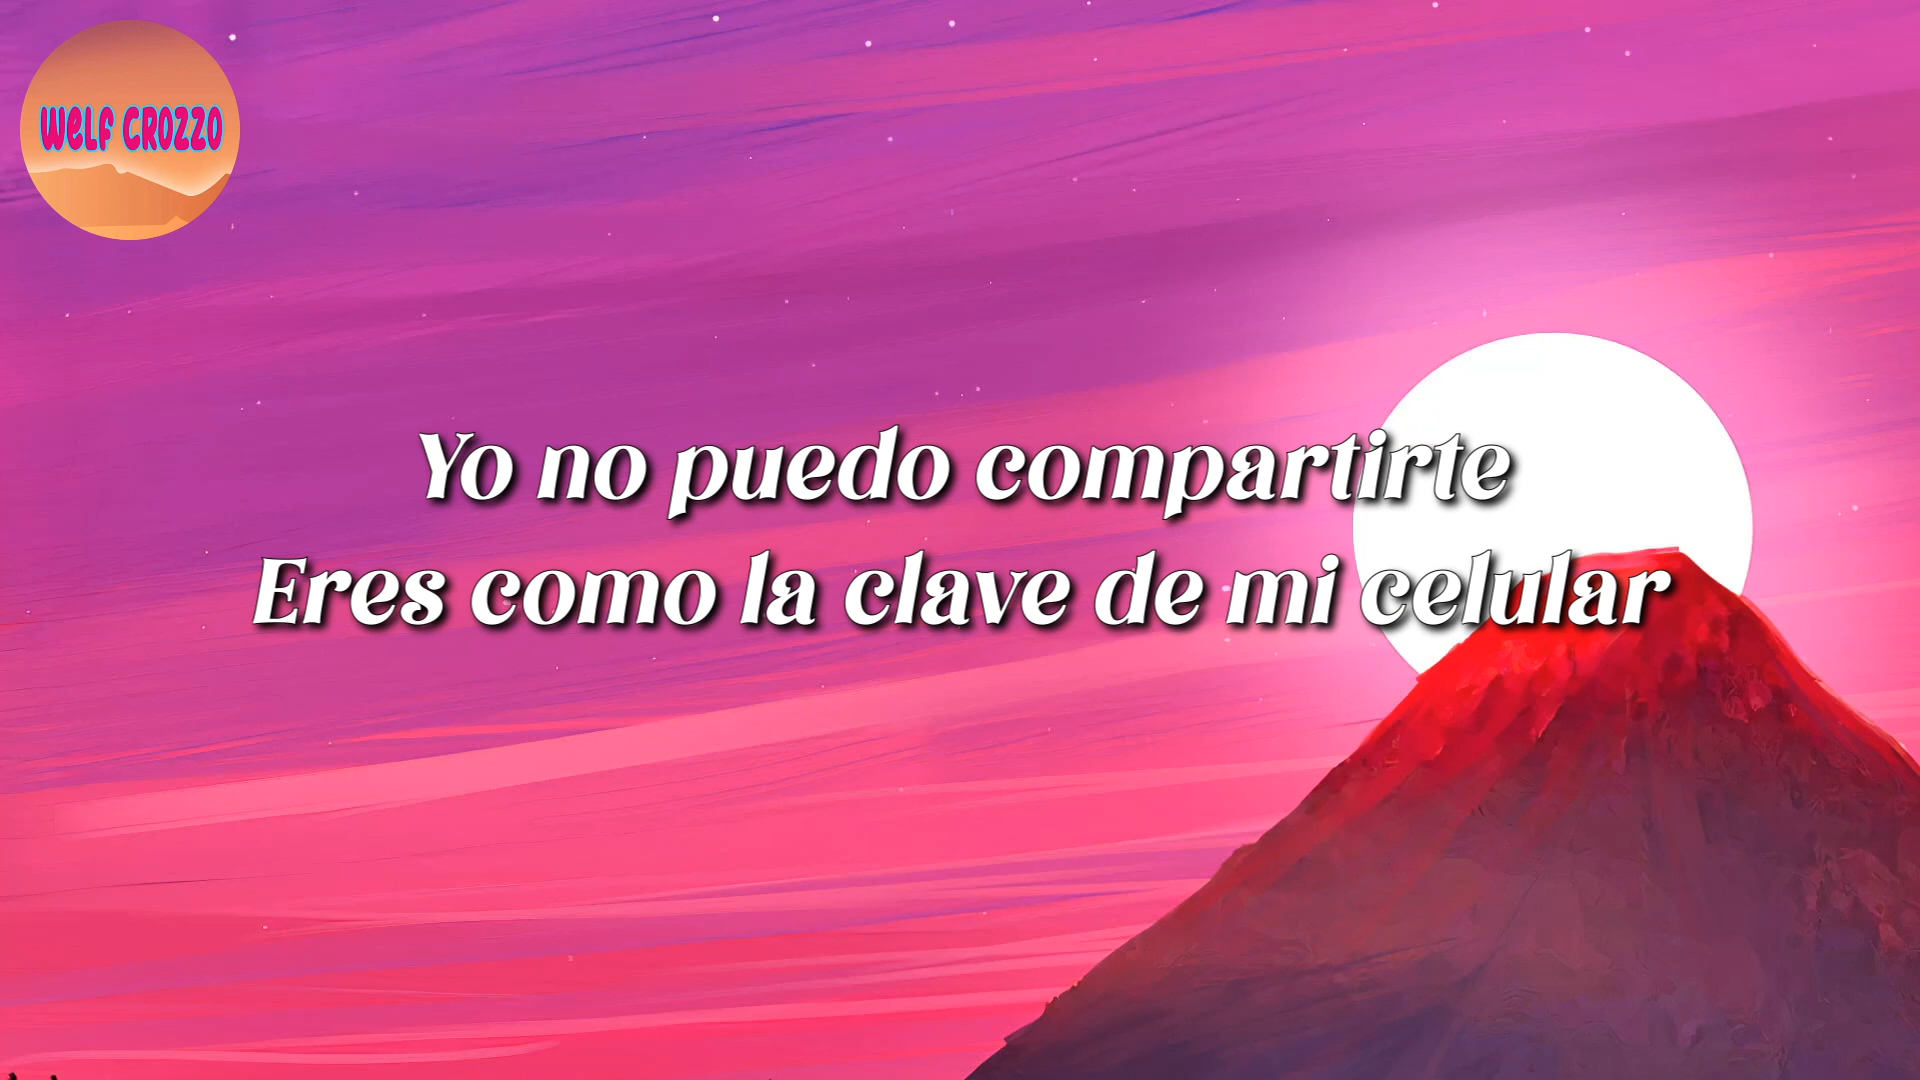 WELF CROZZO
Yo no puedo compartirte
Eres como la clave de mi celular